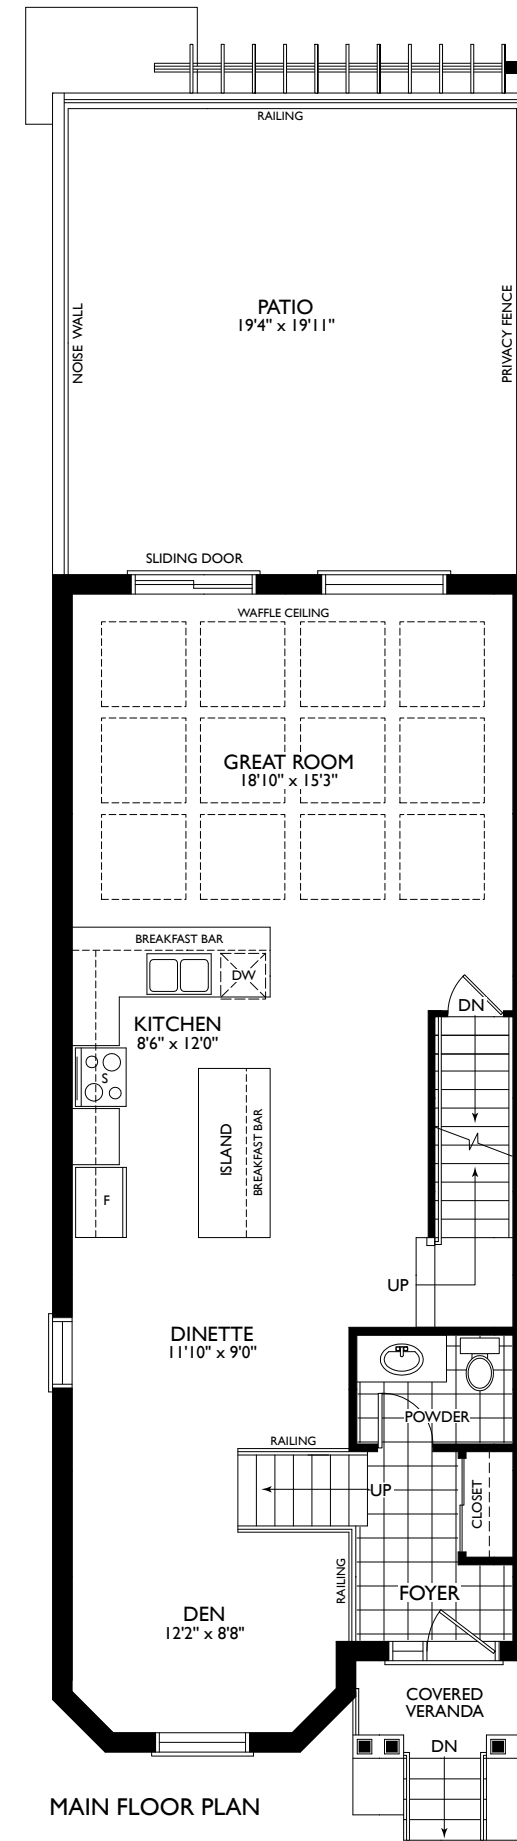 RAILING
NOISE WALL
PATIO
19'4" x 19'11"
PRIVACY FENCE
SLIDING DOOR
WAFFLE CEILING
GREAT ROOM
18'10" x 15'3"
BREAKFAST BAR
DW
KITCHEN
8'6" x 12'0"
DN
S
ISLAND
BREAKFAST BAR
F
UP
DINETTE
11'10" x 9'0"
POWDER
RAILING
UP
CLOSET
RAILING
FOYER
DEN
12'2" x 8'8"
COVERED
VERANDA
DN
MAIN FLOOR PLAN